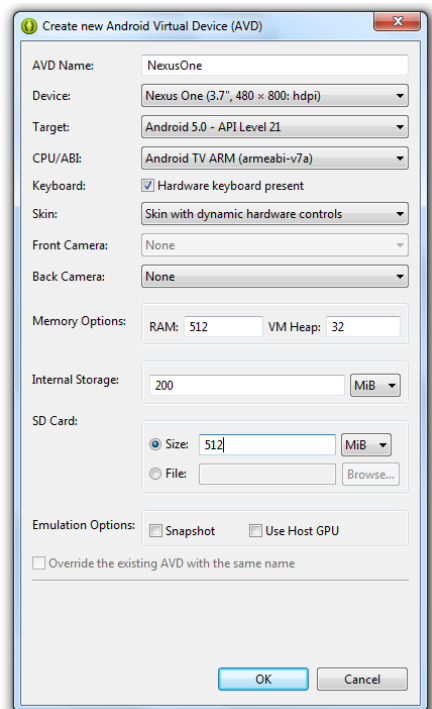 Create new Android Virtual Device (AVD)
AVD Name: NexusOne
Device: Nexus One (3.7", 480 × 800: hdpi)
Target: Android 5.0 - API Level 21
CPU/ABI: Android TV ARM (armeabi-v7a)
Keyboard: Hardware keyboard present
Skin: Skin with dynamic hardware controls
Front Camera: None
Back Camera: None
Memory Options: RAM: 512 VM Heap: 32
Internal Storage: 200 MiB
SD Card:
Size: 512 MiB
File: Browse...
Emulation Options: Snapshot Use Host GPU
Override the existing AVD with the same name
OK Cancel